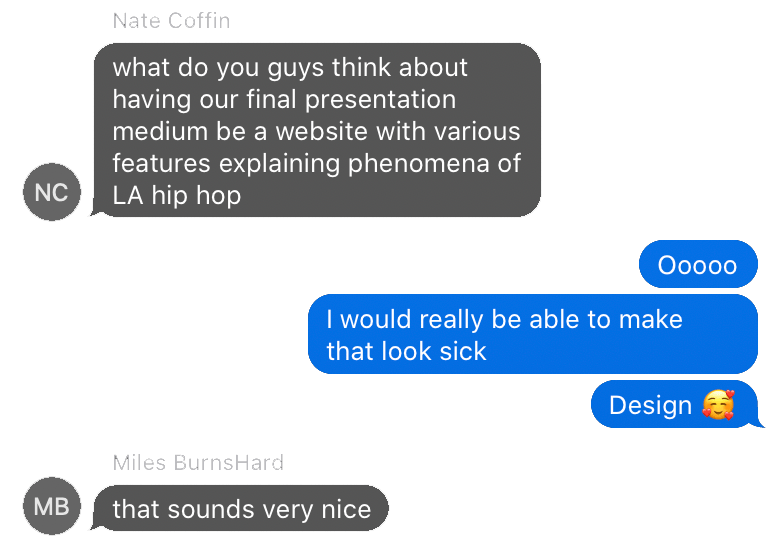 Nate Coffin
what do you guys think about
having our final presentation
medium be a website with various
features explaining phenomena of
LA hip hop
NC
Ooooo
I would really be able to make
that look sick
Design 🥰
Miles BurnsHard
that sounds very nice
MB